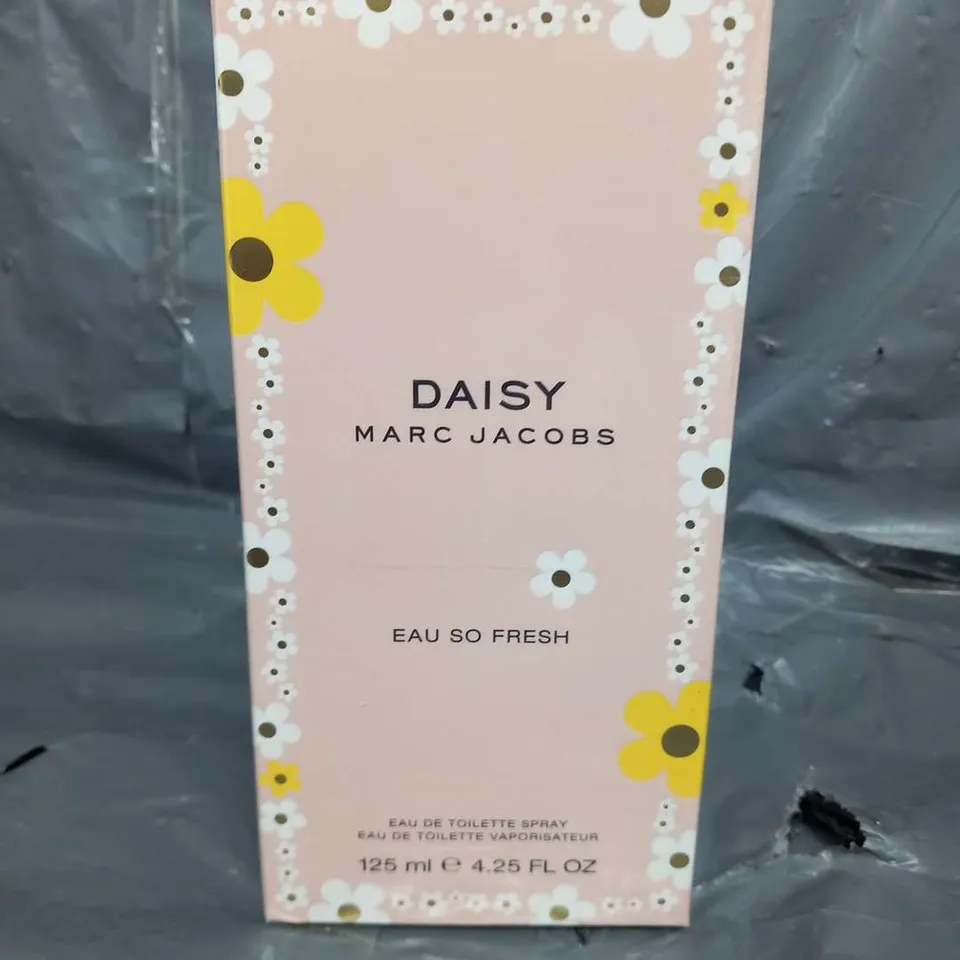 DAISY
MARC JACOBS
EAU SO FRESH
EAU DE TOILETTE SPRAY
EAU DE TOILETTE VAPORISATEUR
125 ml ℮ 4.25 FL OZ